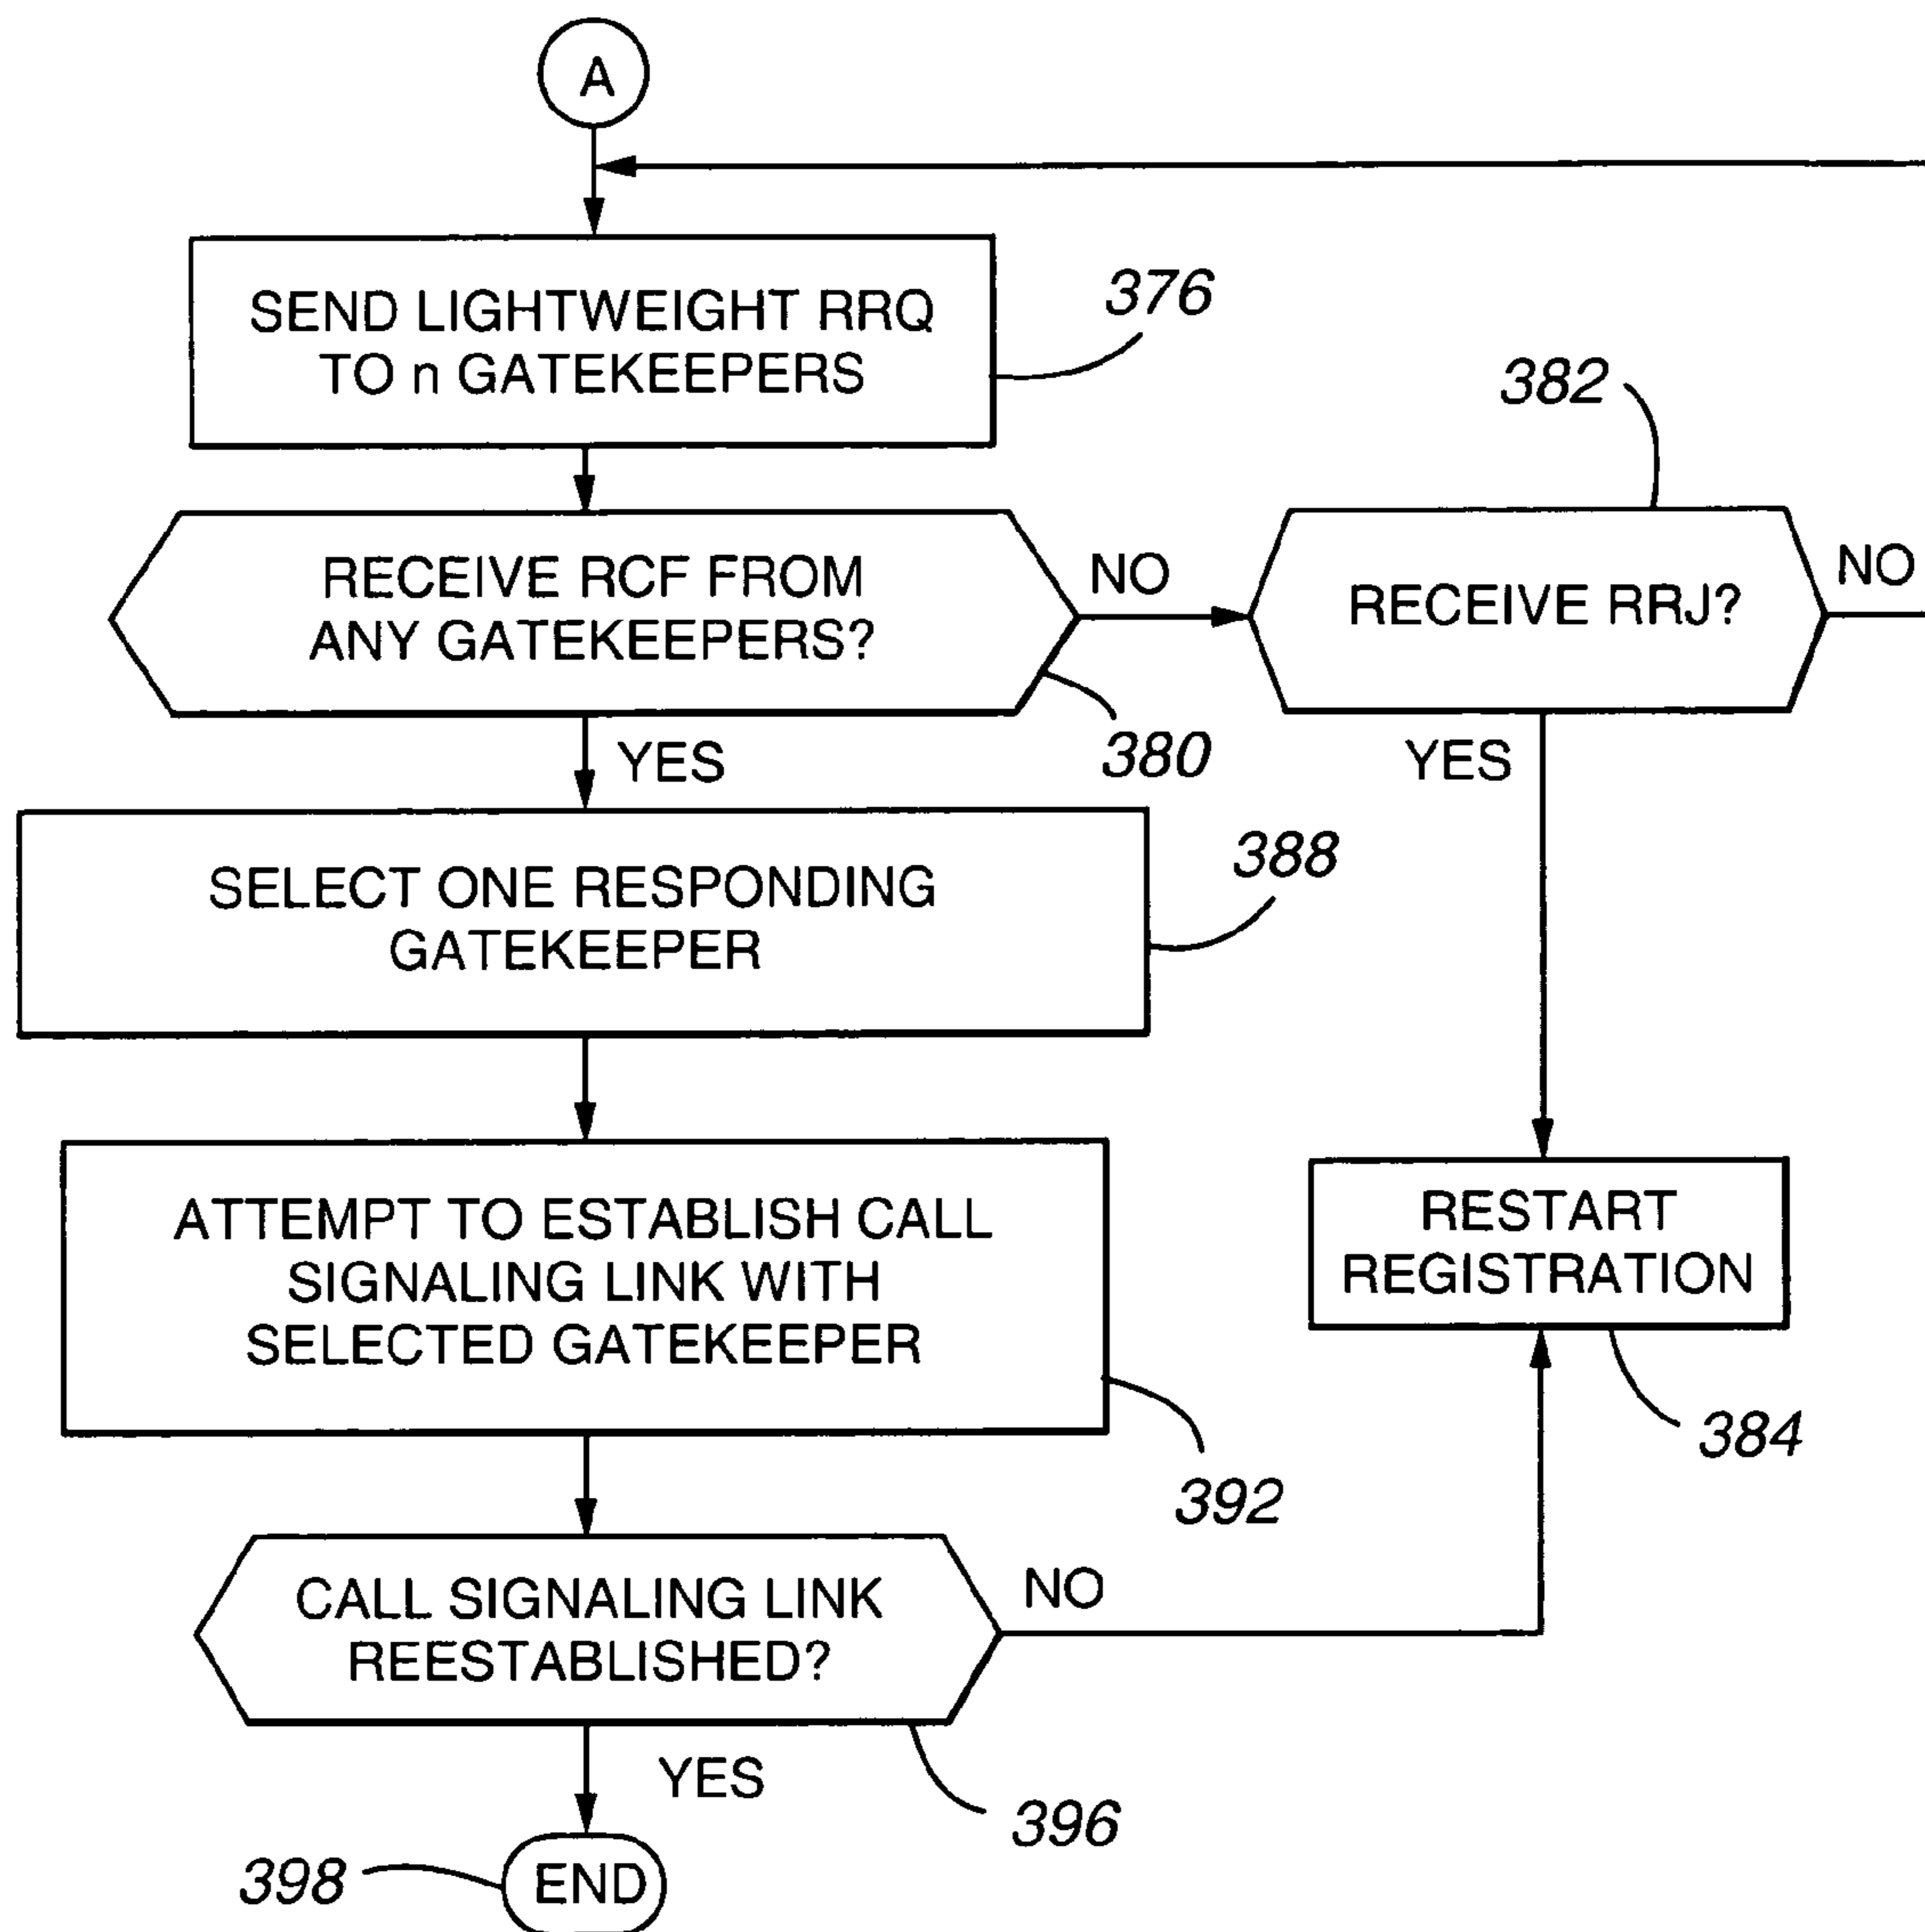 A
SEND LIGHTWEIGHT RRQ
TO n GATEKEEPERS
376
382
RECEIVE RCF FROM
ANY GATEKEEPERS?
NO
RECEIVE RRJ?
NO
380
YES
YES
SELECT ONE RESPONDING
GATEKEEPER
388
ATTEMPT TO ESTABLISH CALL
SIGNALING LINK WITH
SELECTED GATEKEEPER
RESTART
REGISTRATION
384
392
CALL SIGNALING LINK
REESTABLISHED?
NO
YES
396
398
END